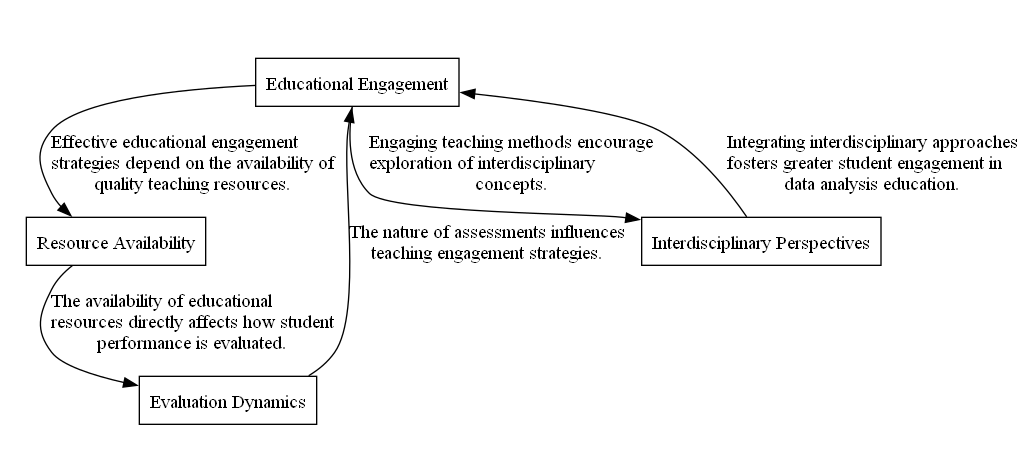 Educational Engagement
Effective educational engagement
strategies depend on the availability of
quality teaching resources.
Engaging teaching methods encourage
exploration of interdisciplinary
concepts.
Integrating interdisciplinary approaches
fosters greater student engagement in
data analysis education.
Resource Availability
The nature of assessments influences
teaching engagement strategies.
Interdisciplinary Perspectives
The availability of educational
resources directly affects how student
performance is evaluated.
Evaluation Dynamics